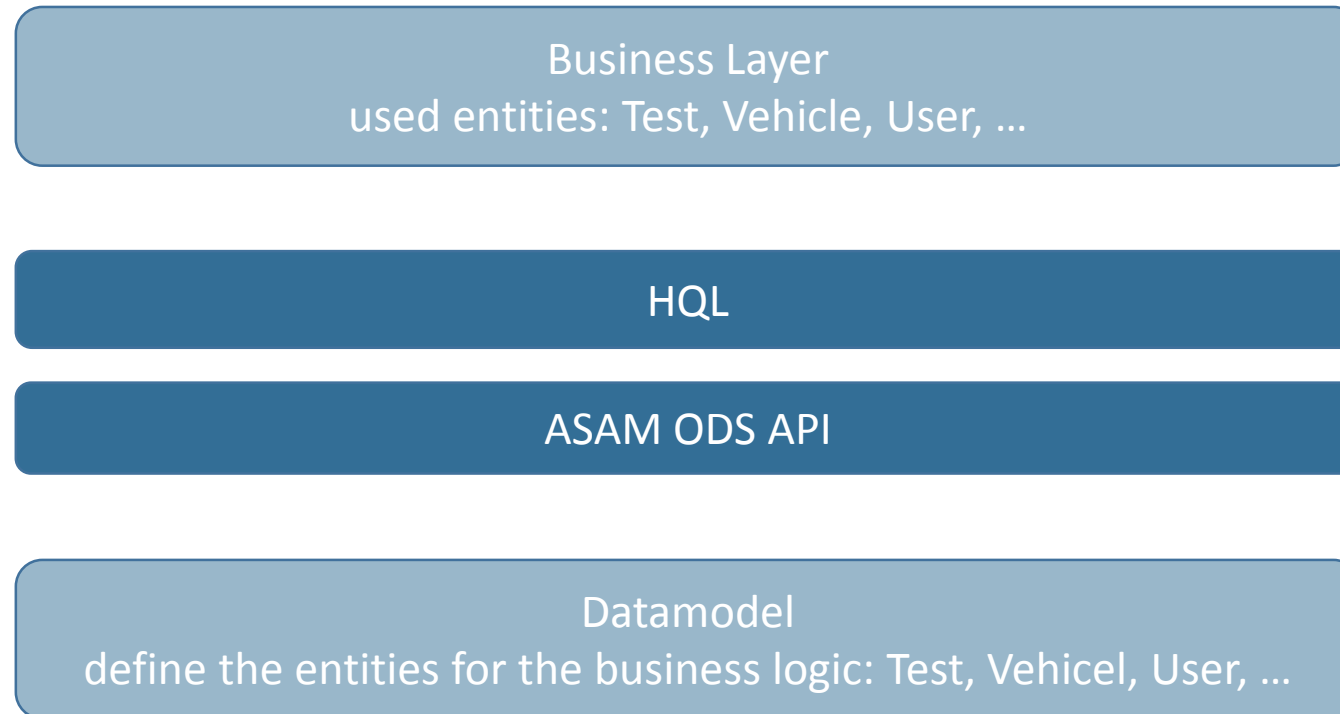 Business Layer
used entities: Test, Vehicle, User, ...
HQL
ASAM ODS API
Datamodel
define the entities for the business logic: Test, Vehicel, User, ...